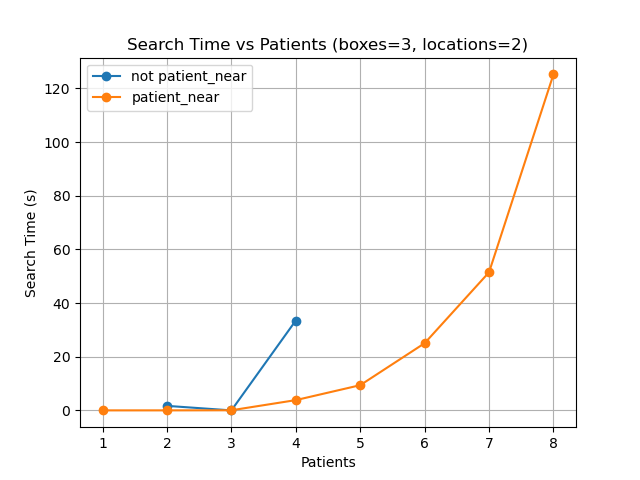 Search Time vs Patients (boxes=3, locations=2)
not patient_near
patient_near
120
100
80
60
40
20
0
Search Time (s)
1 2 3 4 5 6 7 8
Patients